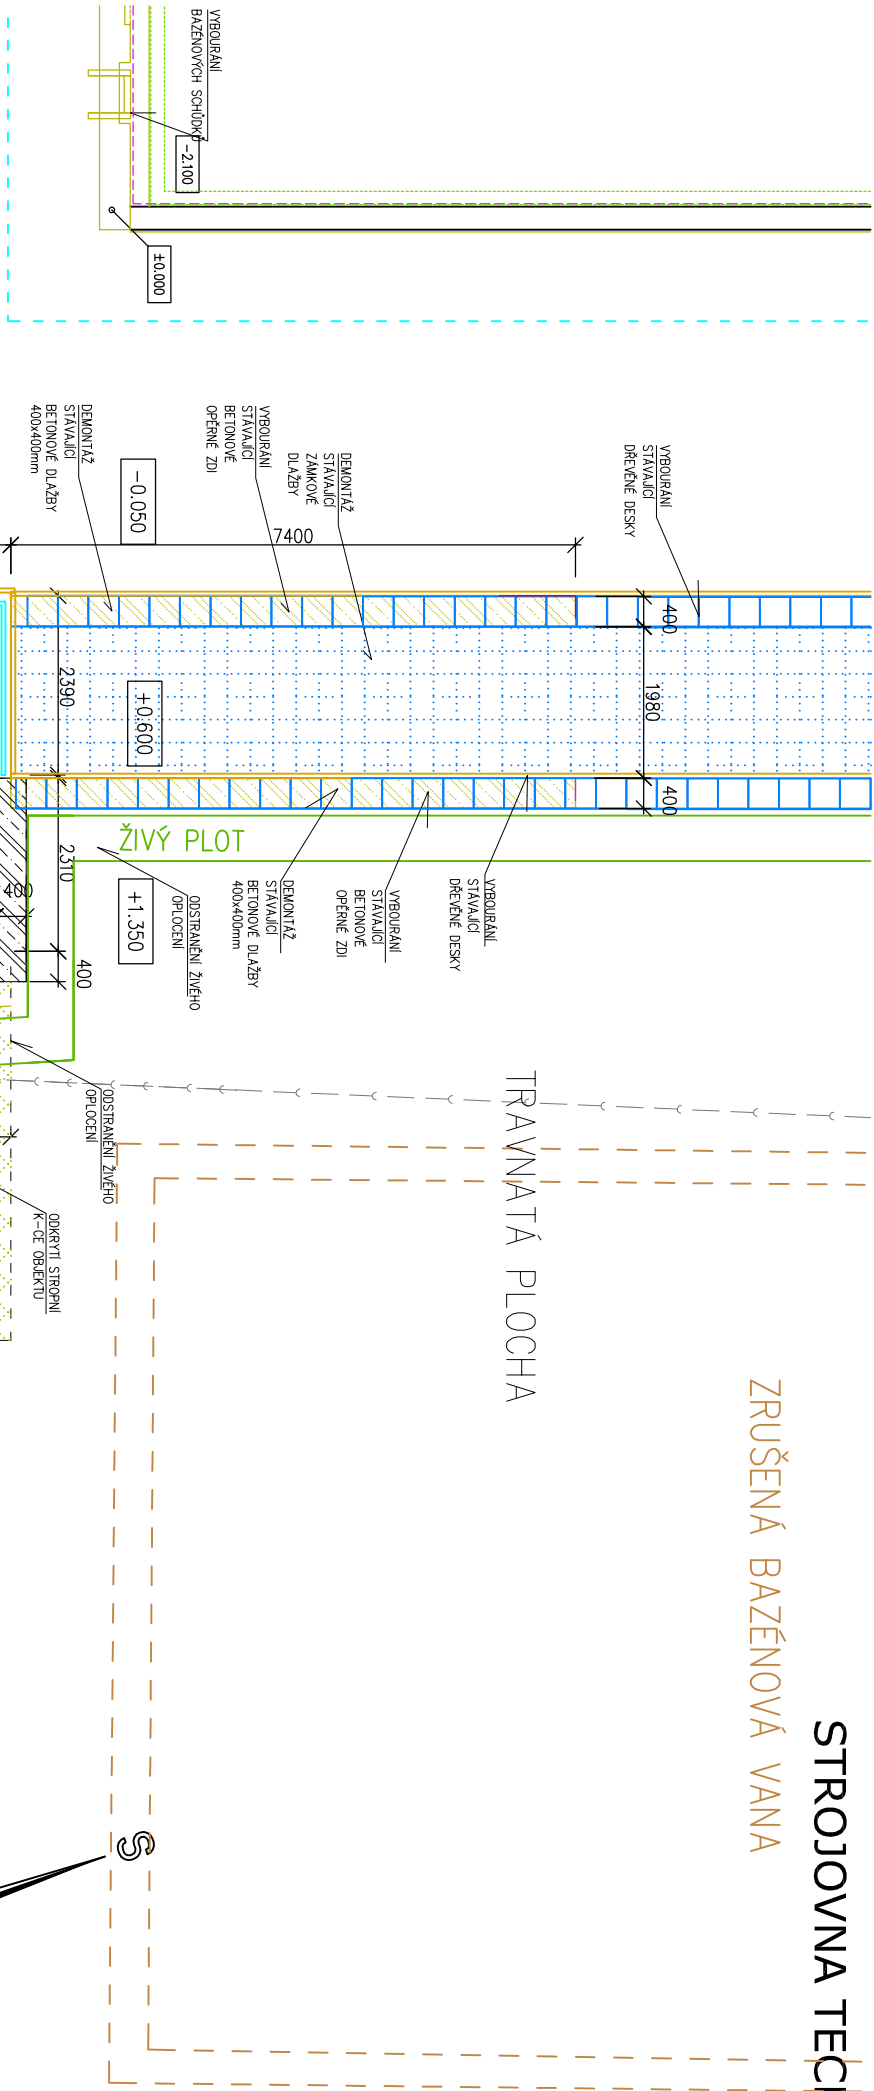 VYBOURÁNÍ
BAZÉNOVÝCH SCHŮDKŮ
-2.100
±0.000
DEMONTÁŽ
STÁVAJÍCÍ
BETONOVÉ DLAŽBY
400x400mm
-0.050
VYBOURÁNÍ
STÁVAJÍCÍ
BETONOVÉ
OPĚRNÉ ZDI
DEMONTÁŽ
STÁVAJÍCÍ
ZÁMKOVÉ
DLAŽBY
VYBOURÁNÍ
STÁVAJÍCÍ
DŘEVĚNÉ DESKY
7400
400
1980
400
2390
+0.600
2310
400
400
ŽIVÝ PLOT
+1.350
ODSTRANĚNÍ ŽIVÉHO
OPLOCENÍ
DEMONTÁŽ
STÁVAJÍCÍ
BETONOVÉ DLAŽBY
400x400mm
VYBOURÁNÍ
STÁVAJÍCÍ
BETONOVÉ
OPĚRNÉ ZDI
VYBOURÁNÍ
STÁVAJÍCÍ
DŘEVĚNÉ DESKY
ODSTRANĚNÍ ŽIVÉHO
OPLOCENÍ
ODKRYTÍ STROPNÍ
K-CE OBJEKTU
TRAVNATÁ PLOCHA
ZRUŠENÁ BAZÉNOVÁ VANA
STROJOVNA TECH
S